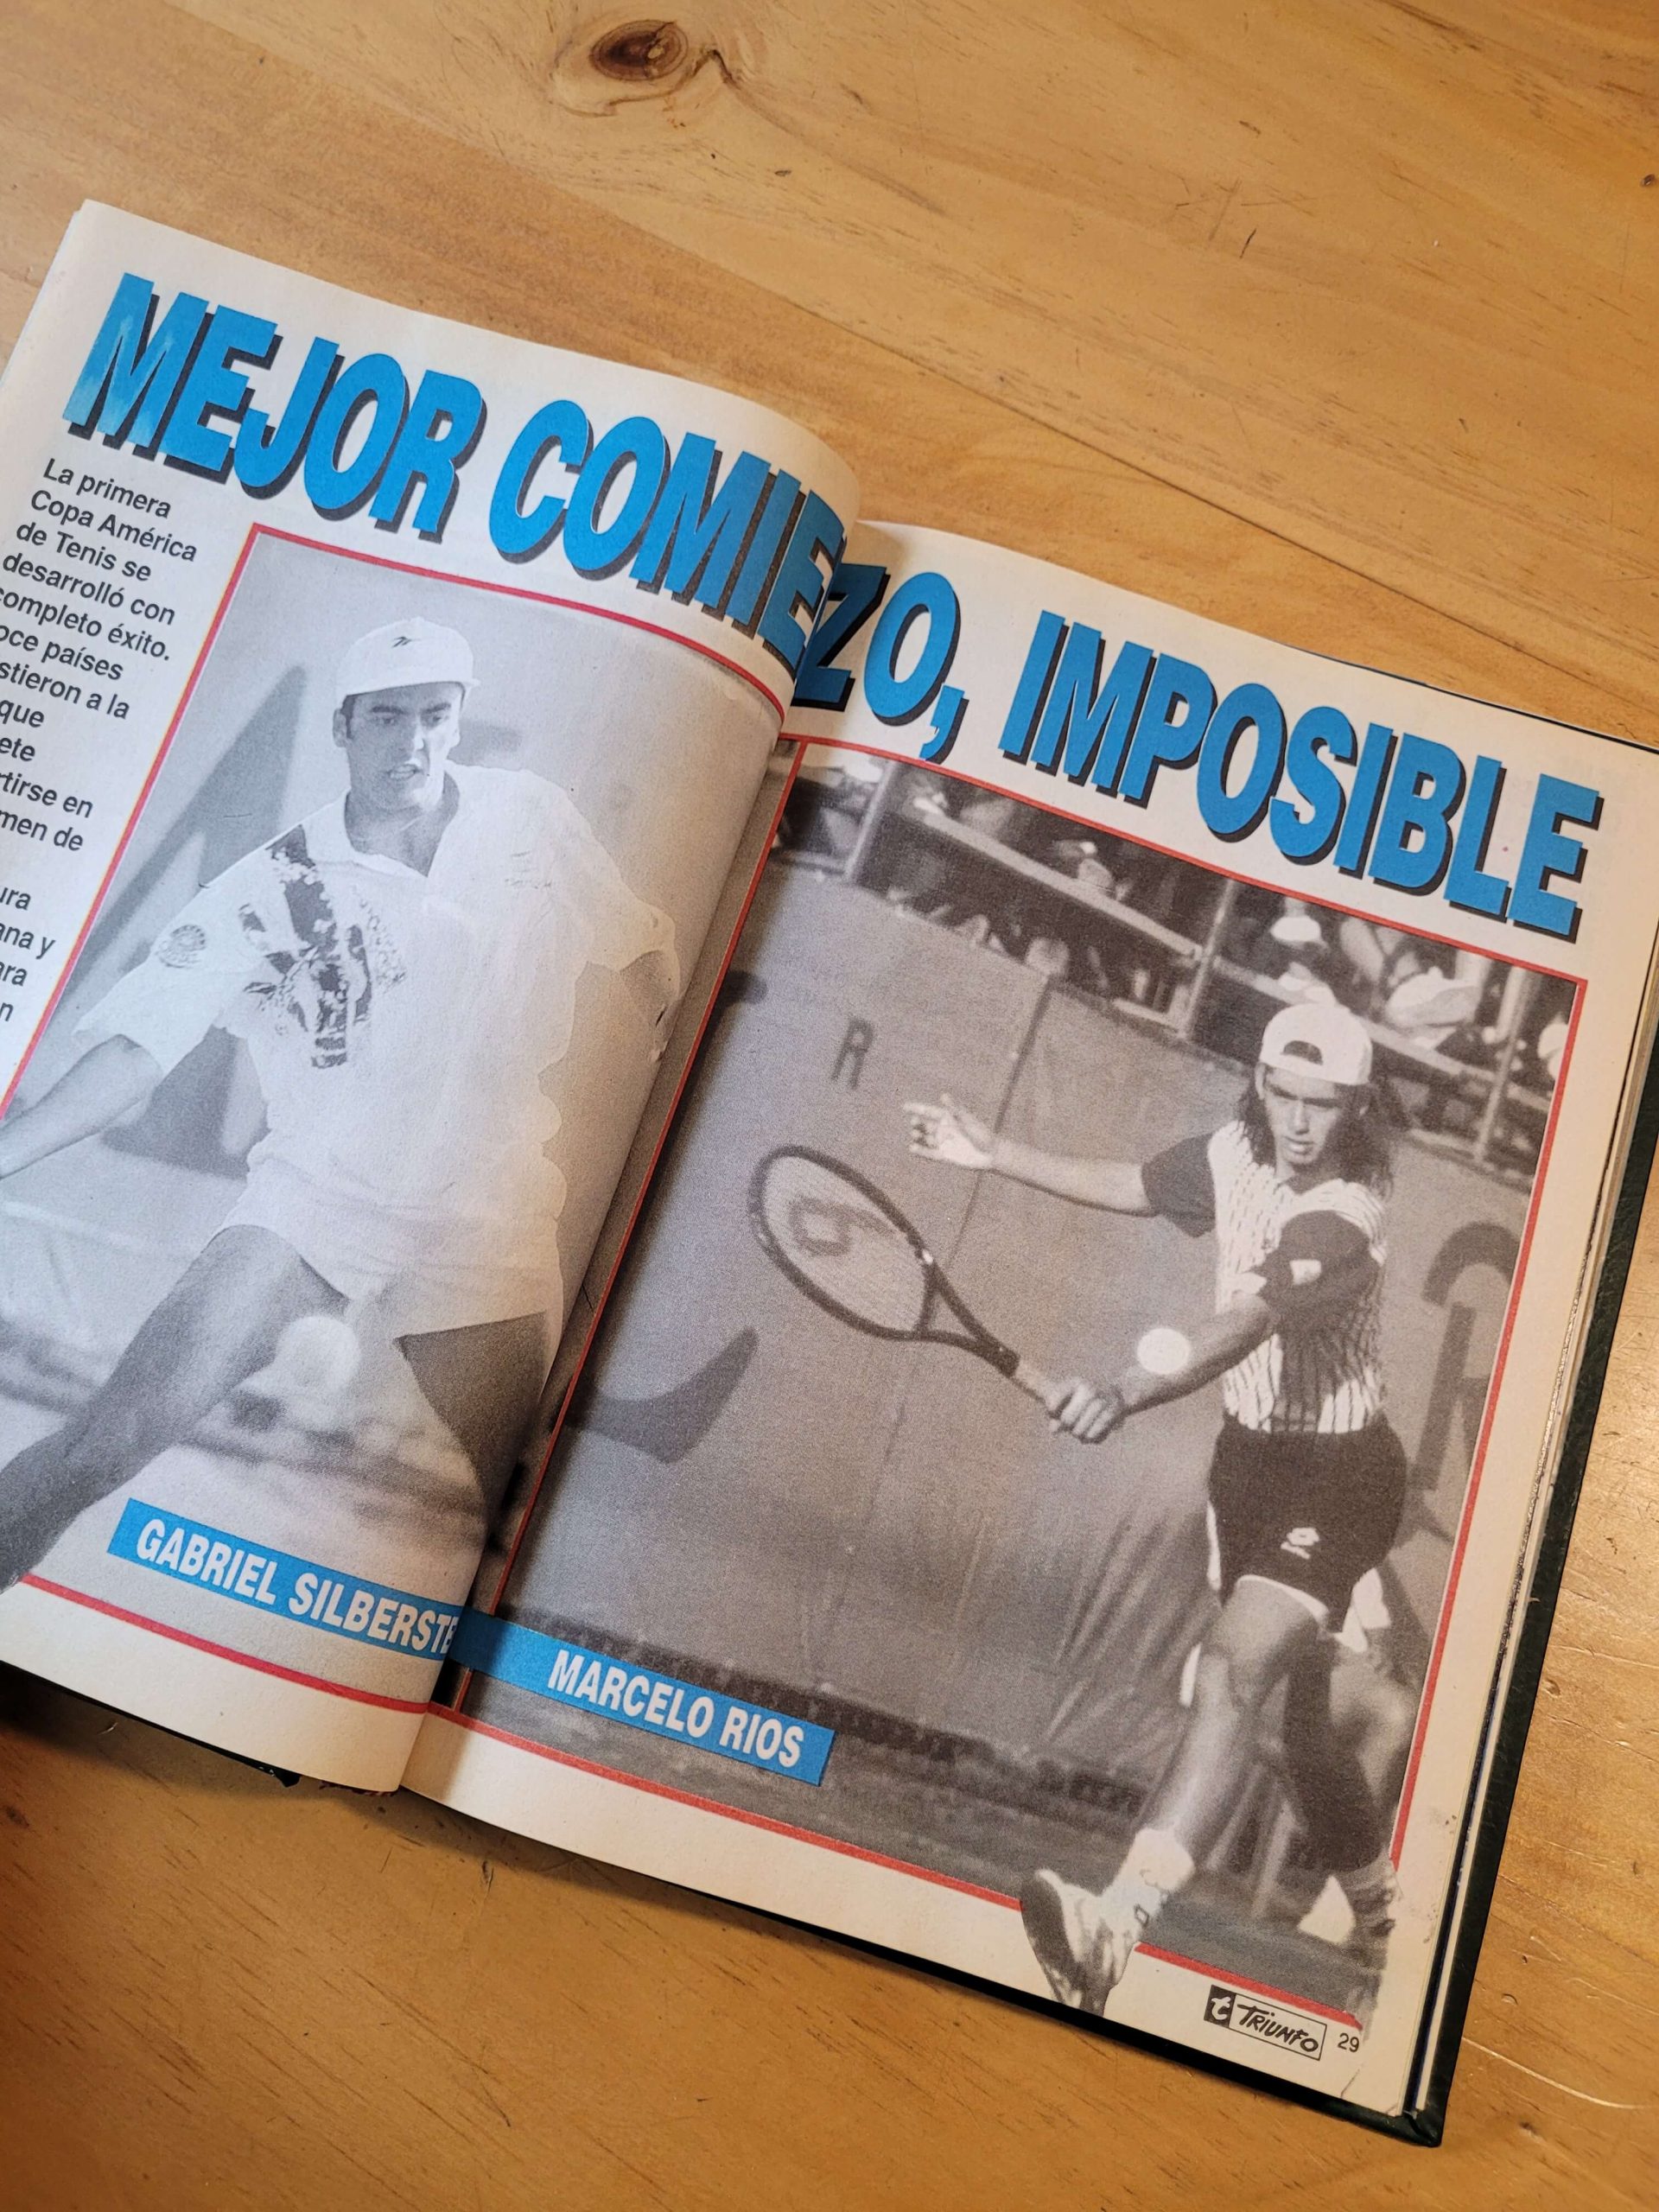 MEJOR COMIENZO, IMPOSIBLE
La primera
Copa América
de Tenis se
desarrolló con
completo éxito.
países
a la
que
en
de
y
GABRIEL SILBERSTE
MARCELO RIOS
R
t TRIUNFO 29